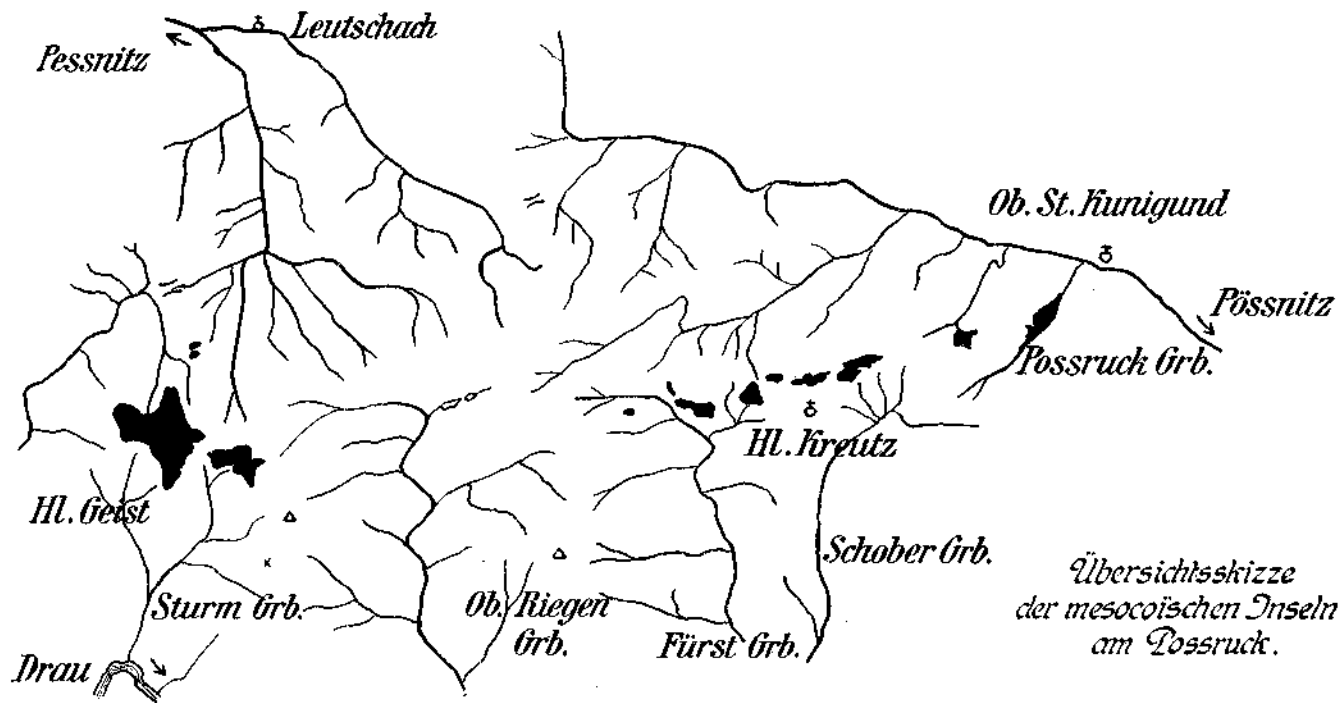 Leutschach
Pessnitz
Ob. St. Kunigund
Pössnitz
Possruck Grb.
Hl. Kreutz
Hl. Geist
Schober Grb.
Sturm Grb.
Ob. Riegen
Grb.
Fürst Grb.
Drau
Übersichtsskizze
der mesocoïschen Inseln
am Possruck.